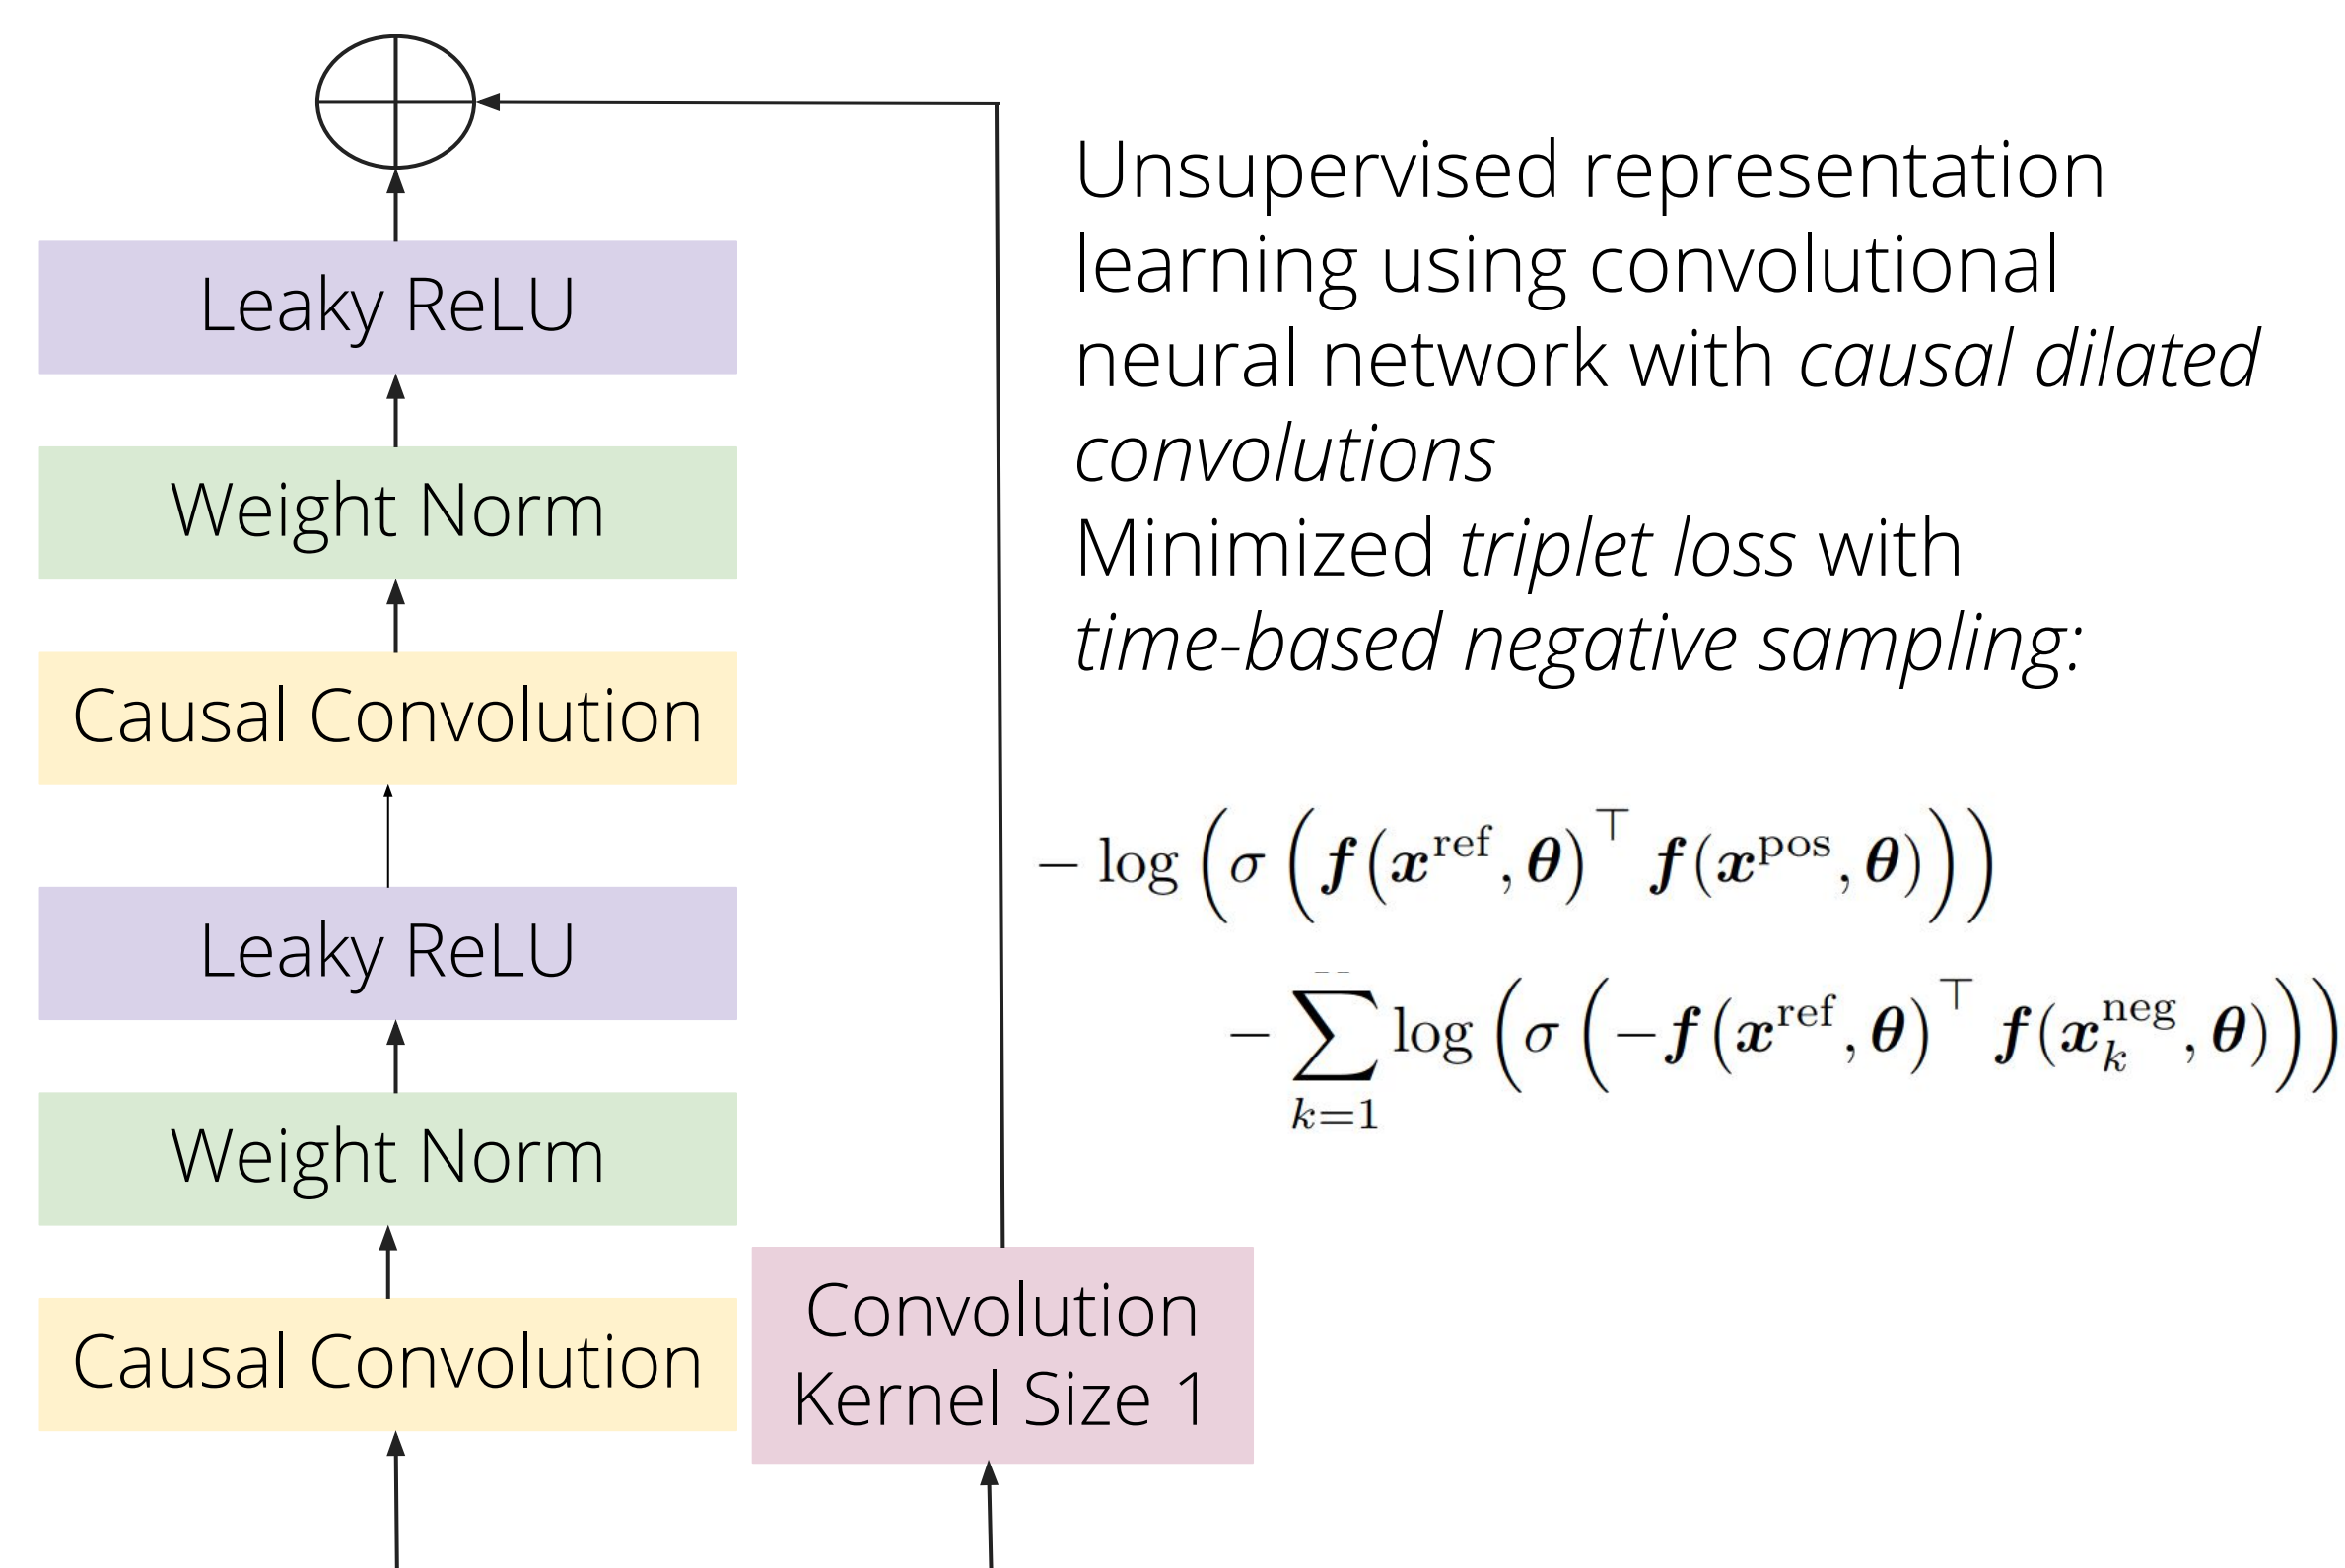 Leaky ReLU
Weight Norm
Causal Convolution
Leaky ReLU
Weight Norm
Causal Convolution
Convolution
Kernel Size 1
Unsupervised representation
learning using convolutional
neural network with causal dilated
convolutions
Minimized triplet loss with
time-based negative sampling:
− log (σ (f(x^ref, θ)^⊤ f(x^pos, θ)))
− ∑_{k=1} log (σ (−f(x^ref, θ)^⊤ f(x_k^neg, θ)))